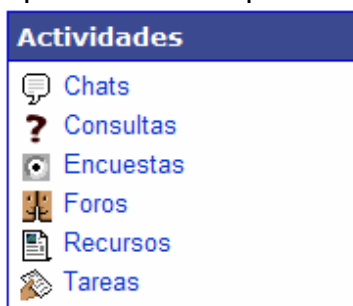 Actividades
Chats
Consultas
Encuestas
Foros
Recursos
Tareas